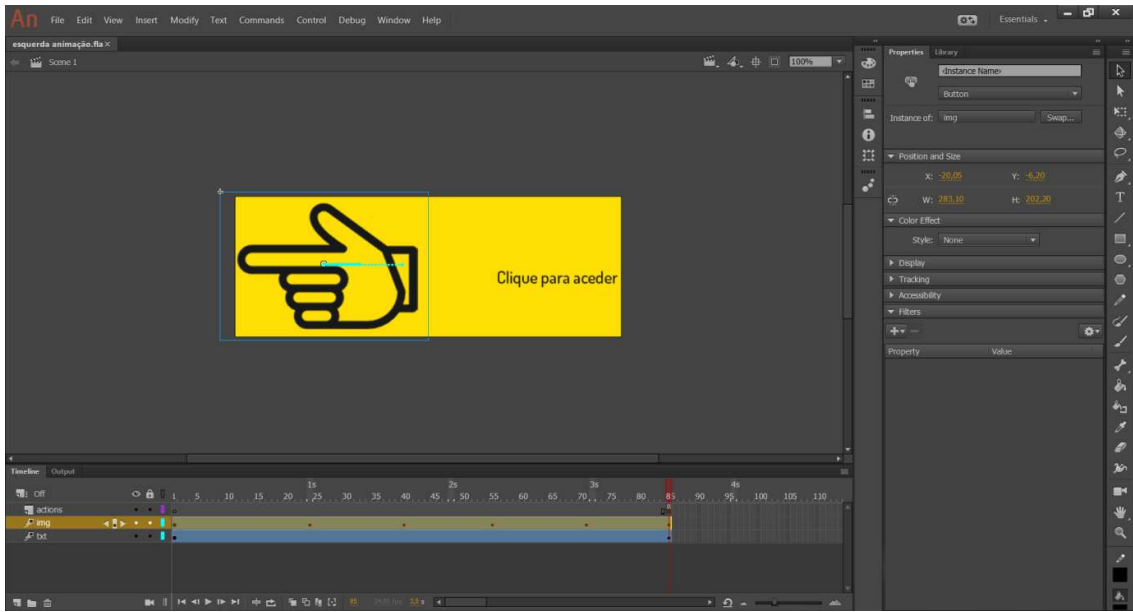 An File Edit View Insert Modify Text Commands Control Debug Window Help Essentials
esquerda animação.fla×
Scene 1 100%
Properties Library
<Instance Name>
Button
Instance of: img Swap...
Position and Size
X: -20,05 Y: -6,20
W: 283,10 H: 202,20
Color Effect
Style: None
Display
Tracking
Accessibility
Filters
Property Value
Clique para aceder
Timeline Output
1s 2s 3s 4s
Off 1 5 10 15 20 25 30 35 40 45 50 55 60 65 70 75 80 85 90 95 100 105 110
actions
img
txt
85 3,5 s